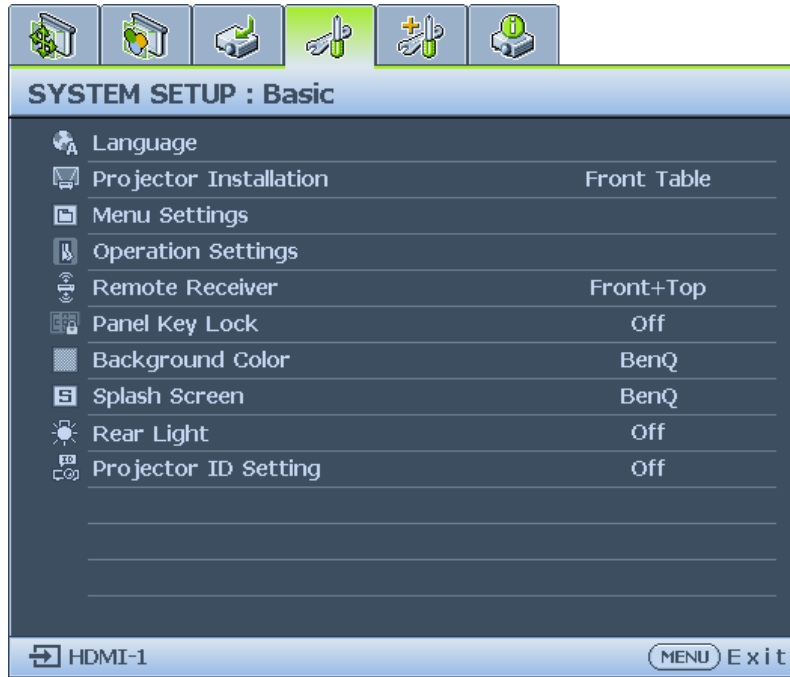 SYSTEM SETUP : Basic
Language
Projector Installation Front Table
Menu Settings
Operation Settings
Remote Receiver Front+Top
Panel Key Lock Off
Background Color BenQ
Splash Screen BenQ
Rear Light Off
Projector ID Setting Off
HDMI-1 MENU Exit